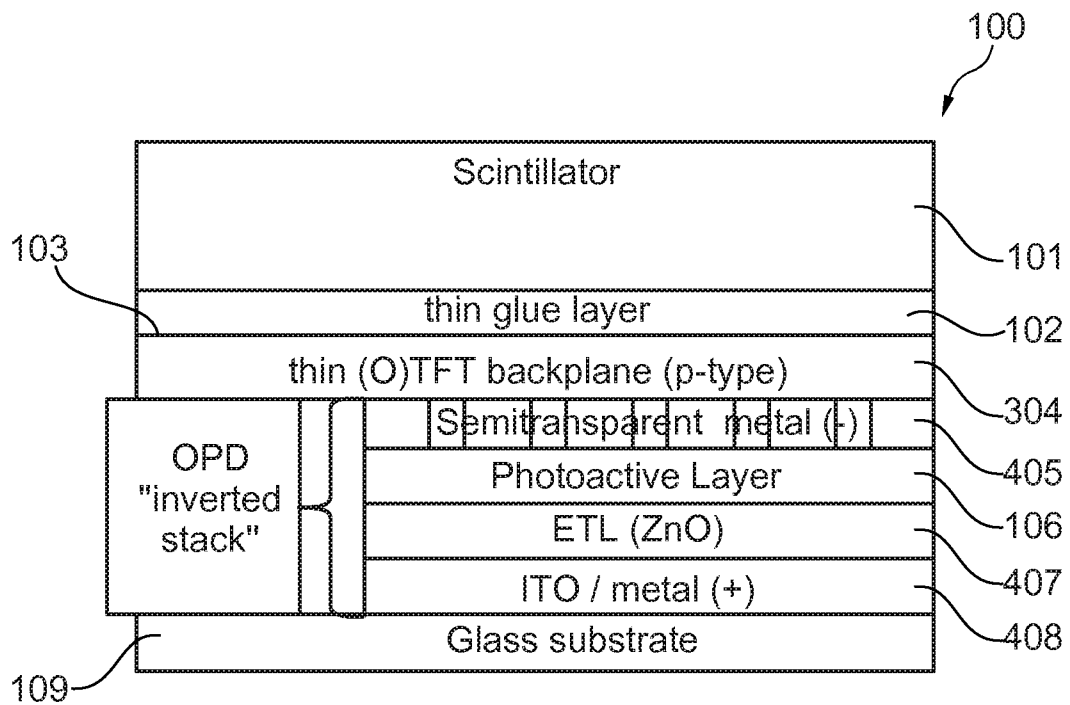 100
Scintillator
103
101
thin glue layer
102
thin (O)TFT backplane (p-type)
304
Semitransparent metal (-)
405
OPD
"inverted
stack"
Photoactive Layer
106
ETL (ZnO)
407
ITO / metal (+)
408
Glass substrate
109